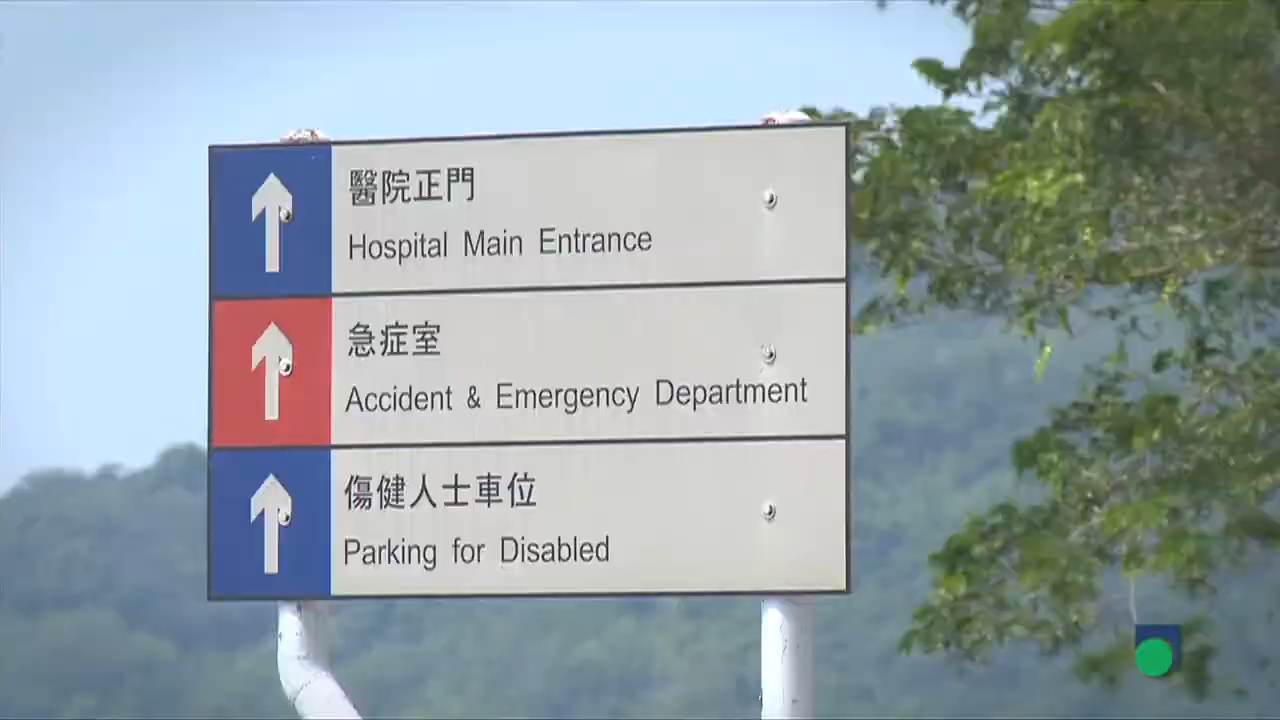 醫院正門
Hospital Main Entrance
急症室
Accident & Emergency Department
傷健人士車位
Parking for Disabled